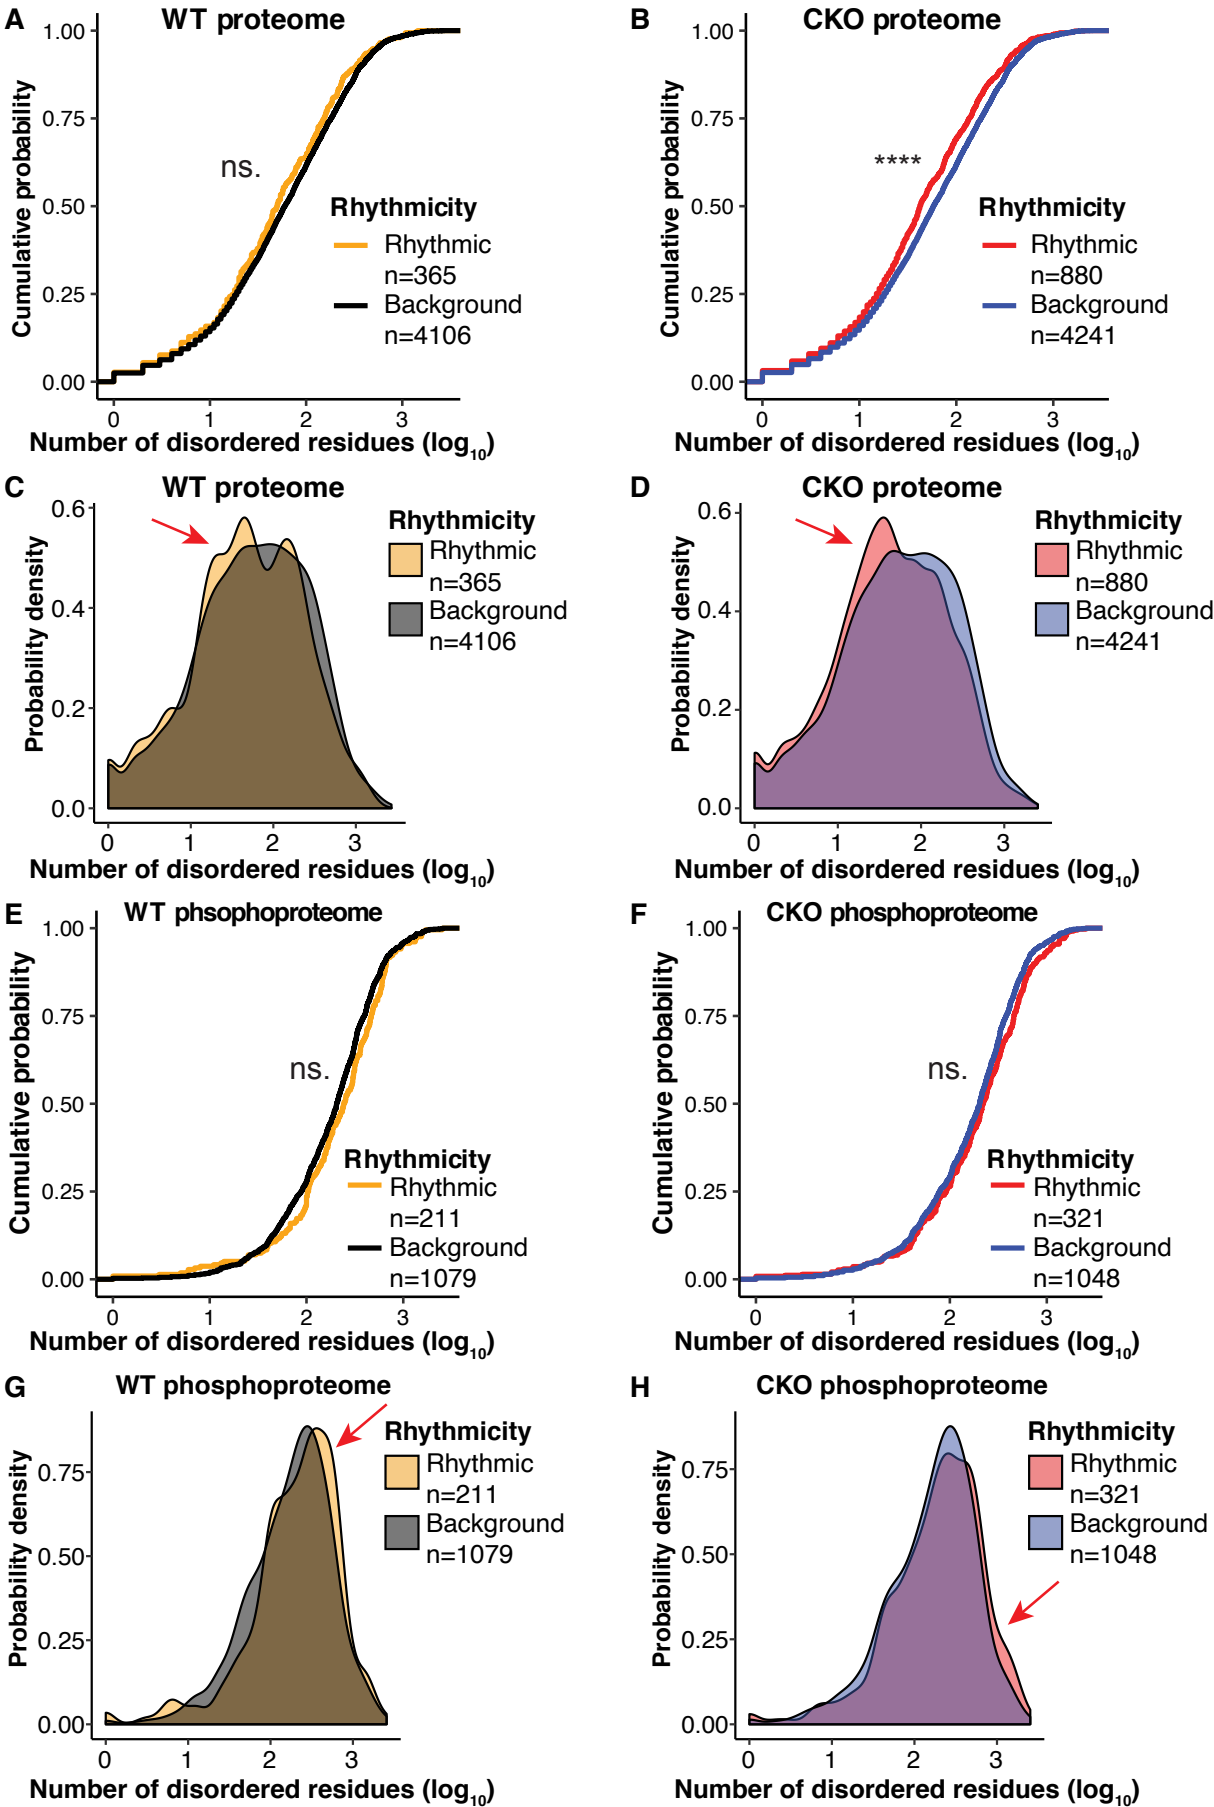 A
WT proteome
Cumulative probability
1.00
0.75
0.50
0.25
0.00
ns.
Rhythmicity
Rhythmic
n=365
Background
n=4106
0 1 2 3
Number of disordered residues (log10)
B
CKO proteome
Cumulative probability
1.00
0.75
0.50
0.25
0.00
****
Rhythmicity
Rhythmic
n=880
Background
n=4241
0 1 2 3
Number of disordered residues (log10)
C
WT proteome
Probability density
0.6
0.4
0.2
0.0
Rhythmicity
Rhythmic
n=365
Background
n=4106
0 1 2 3
Number of disordered residues (log10)
D
CKO proteome
Probability density
0.6
0.4
0.2
0.0
Rhythmicity
Rhythmic
n=880
Background
n=4241
0 1 2 3
Number of disordered residues (log10)
E
WT phsophoproteome
Cumulative probability
1.00
0.75
0.50
0.25
0.00
ns.
Rhythmicity
Rhythmic
n=211
Background
n=1079
0 1 2 3
Number of disordered residues (log10)
F
CKO phosphoproteome
Cumulative probability
1.00
0.75
0.50
0.25
0.00
ns.
Rhythmicity
Rhythmic
n=321
Background
n=1048
0 1 2 3
Number of disordered residues (log10)
G
WT phosphoproteome
Probability density
0.75
0.50
0.25
0.00
Rhythmicity
Rhythmic
n=211
Background
n=1079
0 1 2 3
Number of disordered residues (log10)
H
CKO phosphoproteome
Probability density
0.75
0.50
0.25
0.00
Rhythmicity
Rhythmic
n=321
Background
n=1048
0 1 2 3
Number of disordered residues (log10)